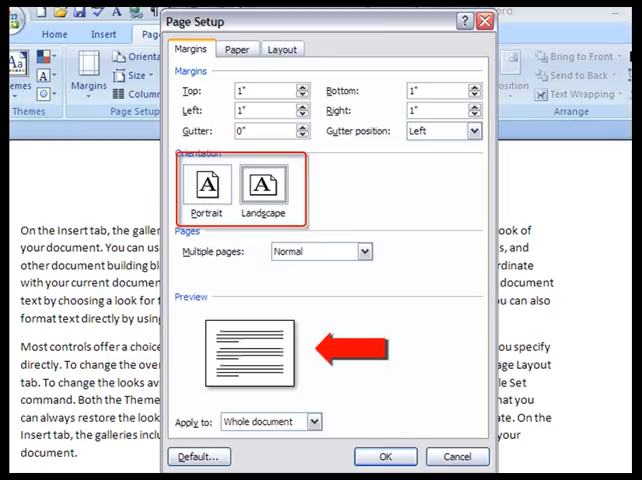 Page Setup
Home Insert Pag
Margins Paper Layout
Orienta
Bring to Front
Margins
Size
Send to Back
Margins
Top: 1" Bottom: 1"
Columns
Text Wrapping
Left: 1" Right: 1"
Themes Page Setup Arrange
Gutter: 0" Gutter position: Left
Orientation
Portrait Landscape
Pages
Multiple pages: Normal
Preview
Apply to: Whole document
Default... OK Cancel
On the Insert tab, the galler ook of
your document. You can us s, and
other document building bl ordinate
with your current documen document
text by choosing a look for t ou can also
format text directly by using
Most controls offer a choic you specify
directly. To change the over age Layout
tab. To change the looks av le Set
command. Both the Theme hat you
can always restore the look ate. On the
Insert tab, the galleries inclu your
document.